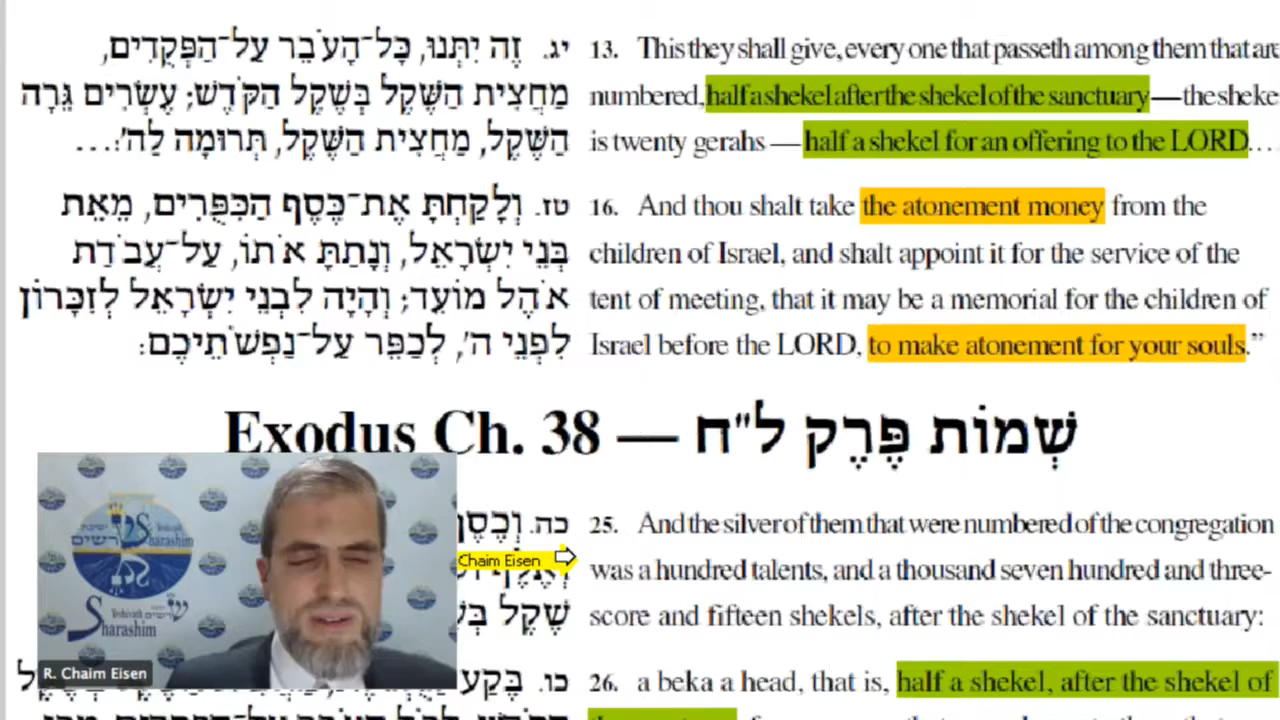 יג. זֶה יִתְּנוּ, כָּל־הָעֹבֵר עַל־הַפְּקֻדִים,
מַחֲצִית הַשֶּׁקֶל בְּשֶׁקֶל הַקֹּדֶשׁ; עֶשְׂרִים גֵּרָה
הַשֶּׁקֶל, מַחֲצִית הַשֶּׁקֶל, תְּרוּמָה לַה':...
טז. וְלָקַחְתָּ אֶת־כֶּסֶף הַכִּפֻּרִים, מֵאֵת
בְּנֵי יִשְׂרָאֵל, וְנָתַתָּ אֹתוֹ, עַל־עֲבֹדַת
אֹהֶל מוֹעֵד; וְהָיָה לִבְנֵי יִשְׂרָאֵל לְזִכָּרוֹן
לִפְנֵי ה', לְכַפֵּר עַל־נַפְשֹׁתֵיכֶם:
13. This they shall give, every one that passeth among them that are
numbered, half a shekel after the shekel of the sanctuary—the sheke
is twenty gerahs — half a shekel for an offering to the LORD....
16. And thou shalt take the atonement money from the
children of Israel, and shalt appoint it for the service of the
tent of meeting, that it may be a memorial for the children of
Israel before the LORD, to make atonement for your souls.”
Exodus Ch. 38 — שְׁמוֹת פֶּרֶק ל"ח
כה. וְכֶסֶף
שֶׁקֶל
כו. בֶּקַע
25. And the silver of them that were numbered of the congregation
was a hundred talents, and a thousand seven hundred and three-
score and fifteen shekels, after the shekel of the sanctuary:
26. a beka a head, that is, half a shekel, after the shekel of
Chaim Eisen
ישיבת
שרשים
Sharashim
Yeshivath
Sharashim
R. Chaim Eisen